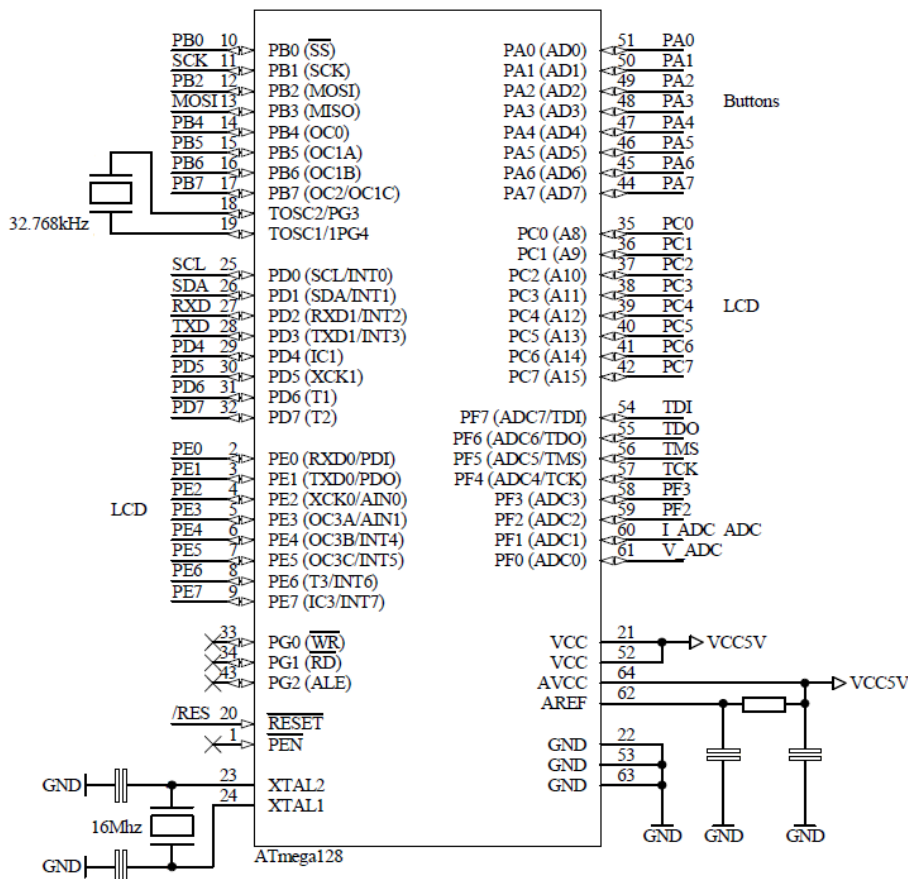 PB0 10 PB0 (SS) PA0 (AD0) 51 PA0
SCK 11 PB1 (SCK) PA1 (AD1) 50 PA1
PB2 12 PB2 (MOSI) PA2 (AD2) 49 PA2
MOSI 13 PB3 (MISO) PA3 (AD3) 48 PA3 Buttons
PB4 14 PB4 (OC0) PA4 (AD4) 47 PA4
PB5 15 PB5 (OC1A) PA5 (AD5) 46 PA5
PB6 16 PB6 (OC1B) PA6 (AD6) 45 PA6
PB7 17 PB7 (OC2/OC1C) PA7 (AD7) 44 PA7
18 TOSC2/PG3
32.768kHz 19 TOSC1/1PG4 PC0 (A8) 35 PC0
PC1 (A9) 36 PC1
SCL 25 PD0 (SCL/INT0) PC2 (A10) 37 PC2
SDA 26 PD1 (SDA/INT1) PC3 (A11) 38 PC3
RXD 27 PD2 (RXD1/INT2) PC4 (A12) 39 PC4 LCD
TXD 28 PD3 (TXD1/INT3) PC5 (A13) 40 PC5
PD4 29 PD4 (IC1) PC6 (A14) 41 PC6
PD5 30 PD5 (XCK1) PC7 (A15) 42 PC7
PD6 31 PD6 (T1)
PD7 32 PD7 (T2) PF7 (ADC7/TDI) 54 TDI
PF6 (ADC6/TDO) 55 TDO
PE0 2 PE0 (RXD0/PDI) PF5 (ADC5/TMS) 56 TMS
PE1 3 PE1 (TXD0/PDO) PF4 (ADC4/TCK) 57 TCK
PE2 4 PE2 (XCK0/AIN0) PF3 (ADC3) 58 PF3
LCD PE3 5 PE3 (OC3A/AIN1) PF2 (ADC2) 59 PF2
PE4 6 PE4 (OC3B/INT4) PF1 (ADC1) 60 I_ADC_ADC
PE5 7 PE5 (OC3C/INT5) PF0 (ADC0) 61 V_ADC
PE6 8 PE6 (T3/INT6)
PE7 9 PE7 (IC3/INT7)
33 PG0 (WR) VCC 21 VCC5V
34 PG1 (RD) VCC 52
43 PG2 (ALE) AVCC 64 VCC5V
AREF 62
/RES 20 RESET
1 PEN GND 22
GND 53
GND 23 XTAL2 GND 63
24 XTAL1
16Mhz GND GND GND
GND ATmega128